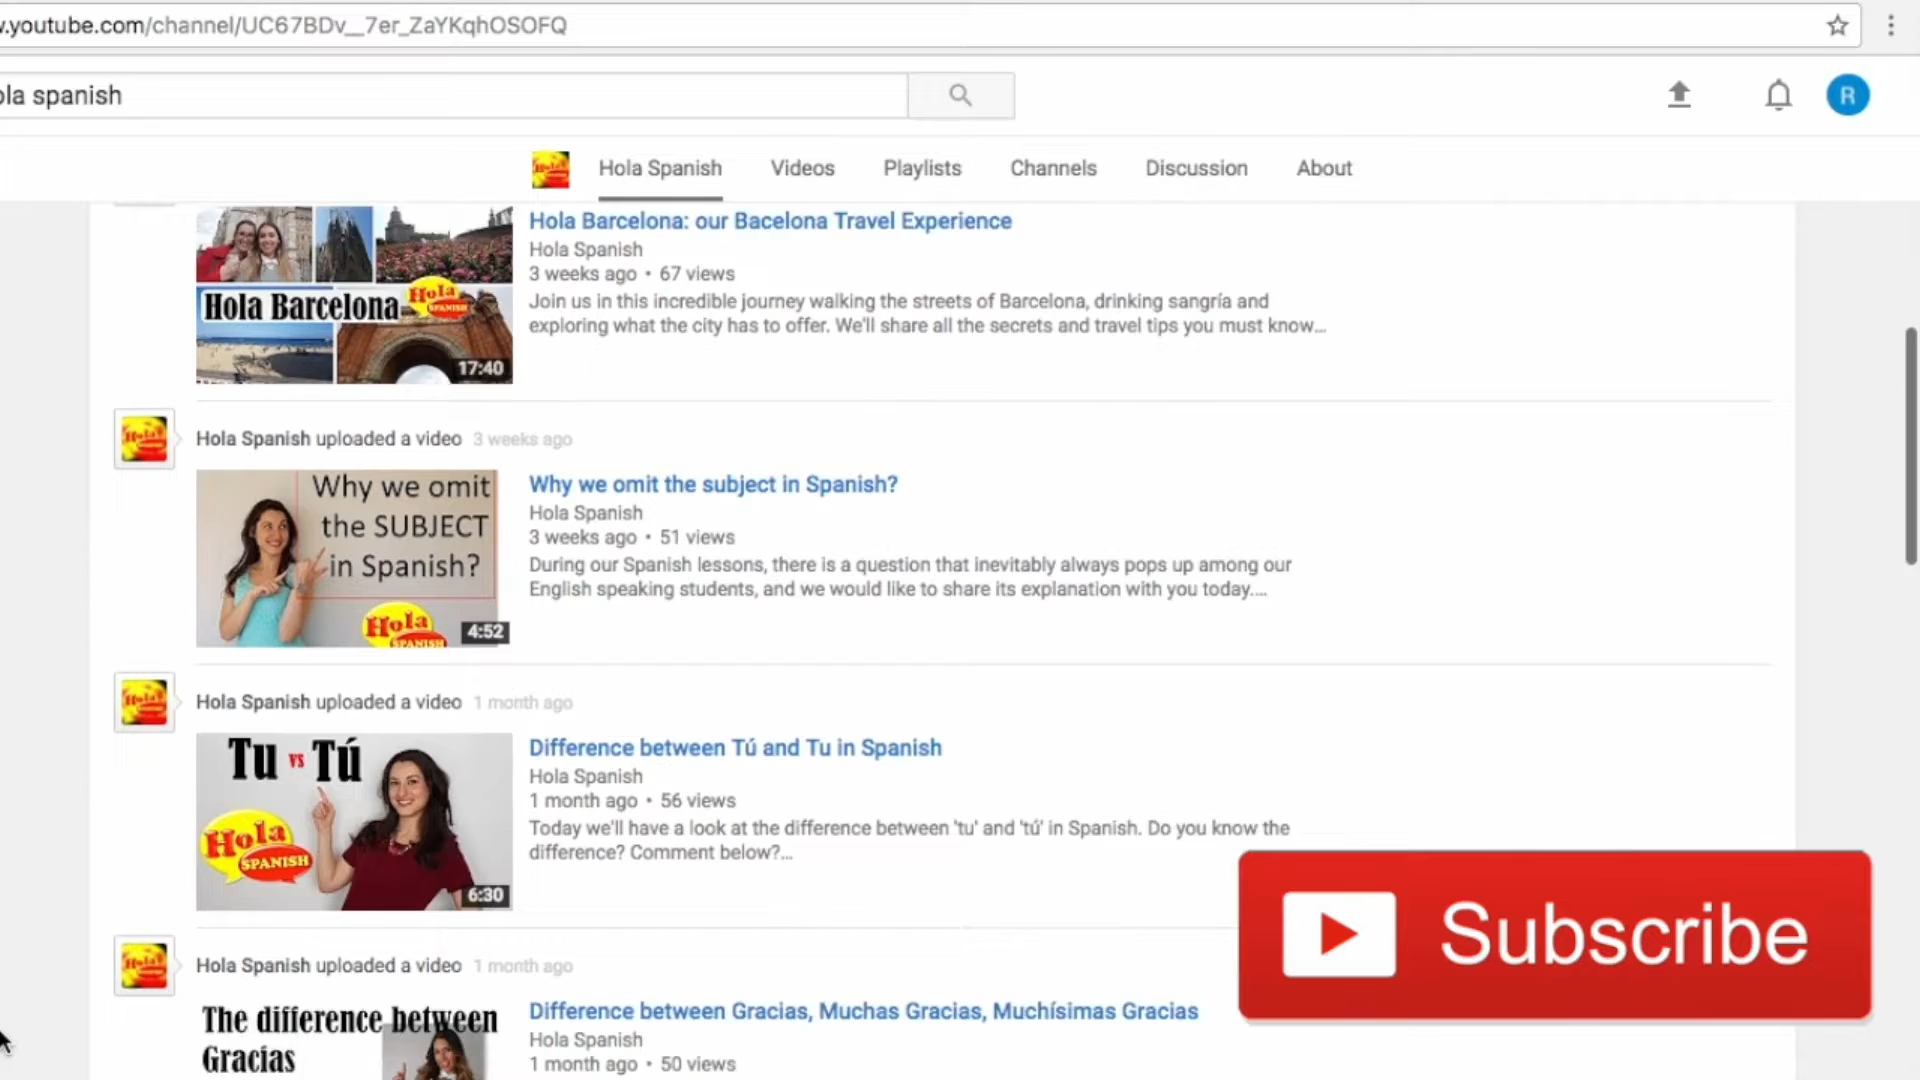 .youtube.com/channel/UC67BDv__7er_ZaYKqhOSOFQ
ola spanish
R
Hola Spanish Videos Playlists Channels Discussion About
Hola Barcelona
Hola
SPANISH
17:40
Hola Barcelona: our Bacelona Travel Experience
Hola Spanish
3 weeks ago • 67 views
Join us in this incredible journey walking the streets of Barcelona, drinking sangría and
exploring what the city has to offer. We'll share all the secrets and travel tips you must know...
Hola Spanish uploaded a video 3 weeks ago
Why we omit
the SUBJECT
in Spanish?
Hola
SPANISH
4:52
Why we omit the subject in Spanish?
Hola Spanish
3 weeks ago • 51 views
During our Spanish lessons, there is a question that inevitably always pops up among our
English speaking students, and we would like to share its explanation with you today....
Hola Spanish uploaded a video 1 month ago
Tu vs Tú
Hola
SPANISH
6:30
Difference between Tú and Tu in Spanish
Hola Spanish
1 month ago • 56 views
Today we'll have a look at the difference between 'tu' and 'tú' in Spanish. Do you know the
difference? Comment below?...
Subscribe
Hola Spanish uploaded a video 1 month ago
The difference between
Gracias
Difference between Gracias, Muchas Gracias, Muchísimas Gracias
Hola Spanish
1 month ago • 50 views